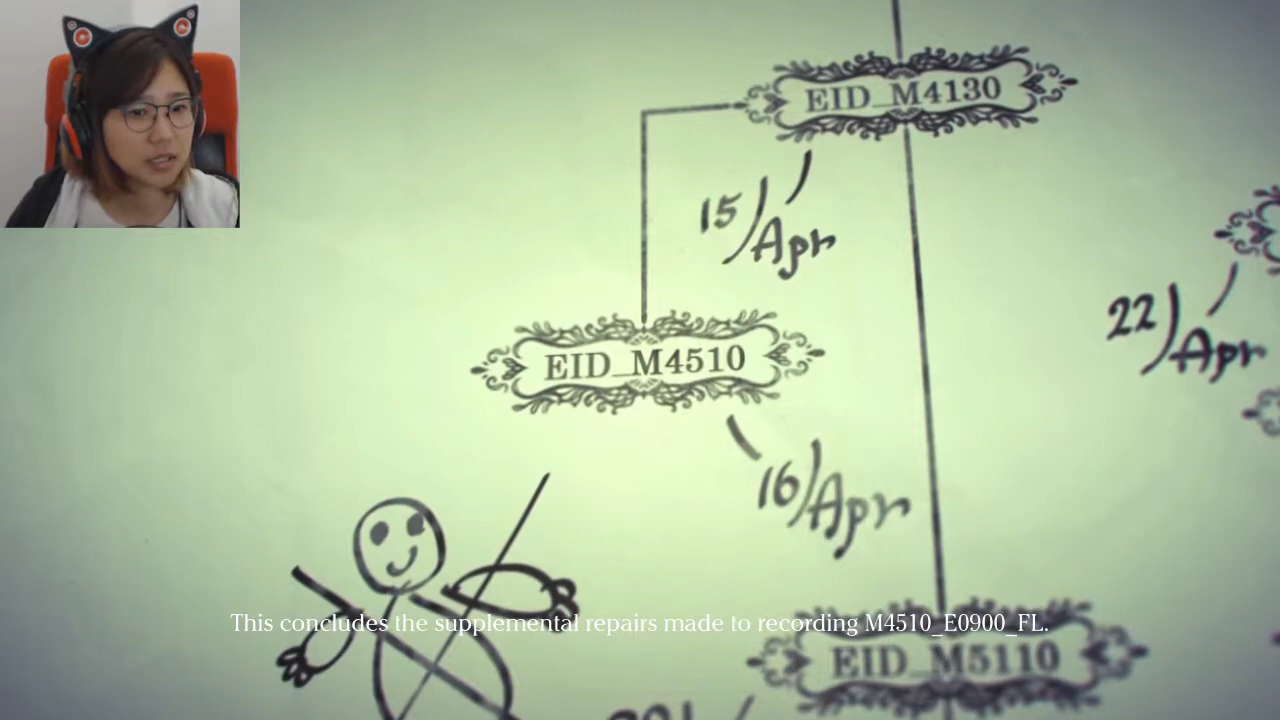 EID_M4130
15/Apr
22/Apr
EID_M4510
16/Apr
This concludes the supplemental repairs made to recording M4510_E0900_FL.
EID_M5110